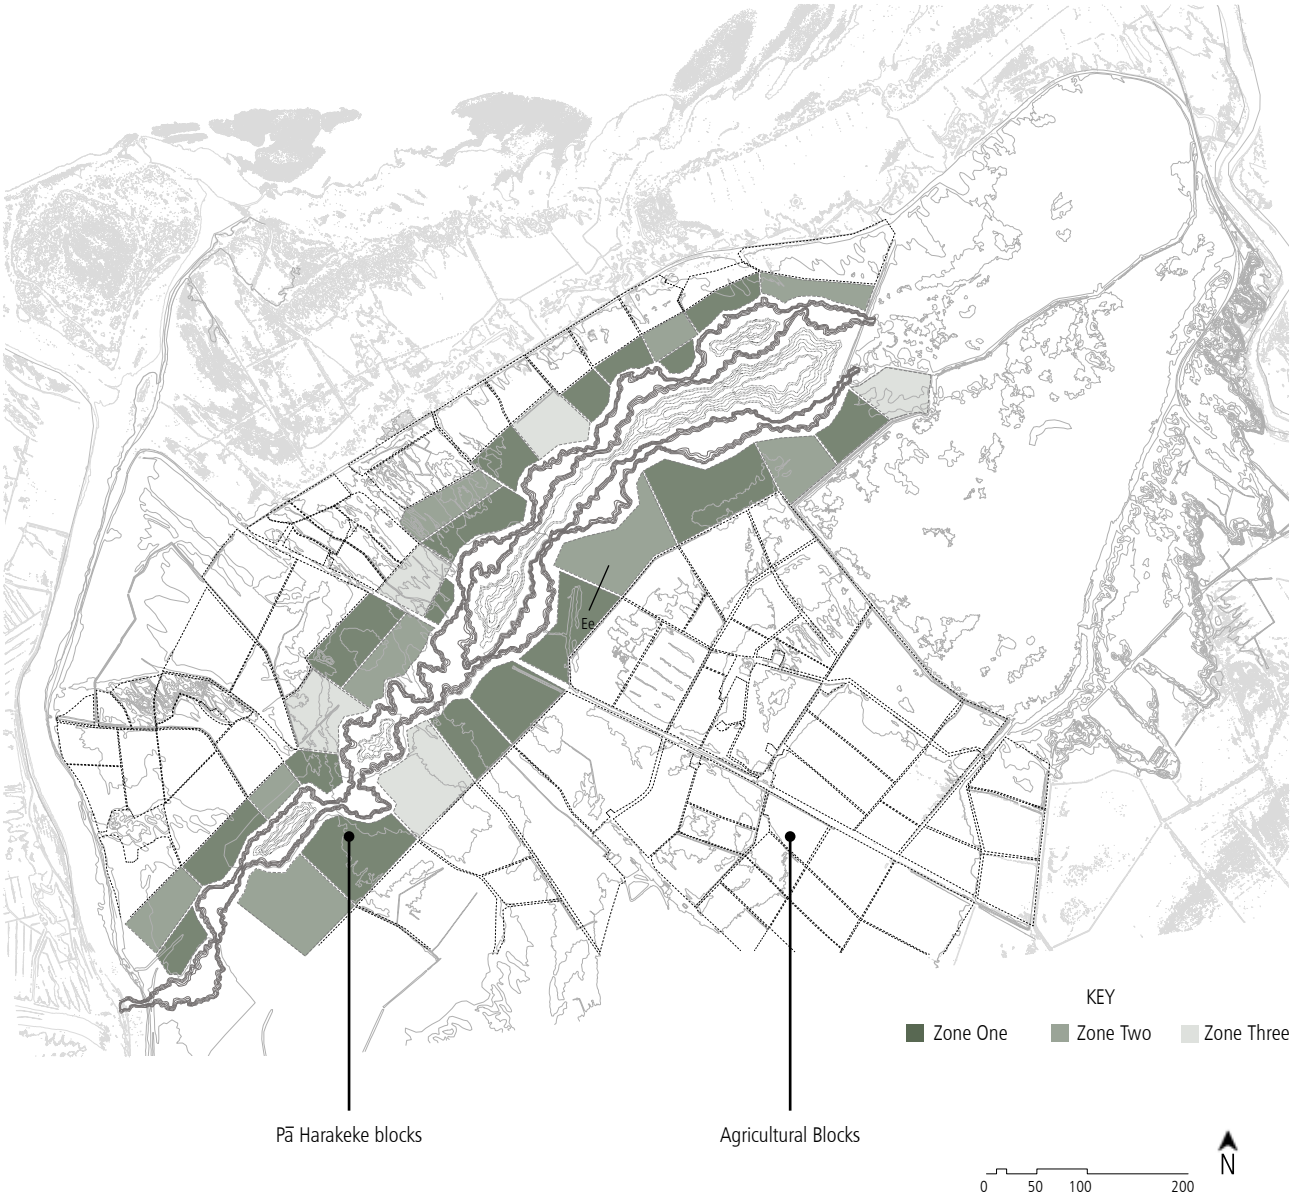 Ee
KEY
Zone One
Zone Two
Zone Three
Pā Harakeke blocks
Agricultural Blocks
N
0 50 100 200